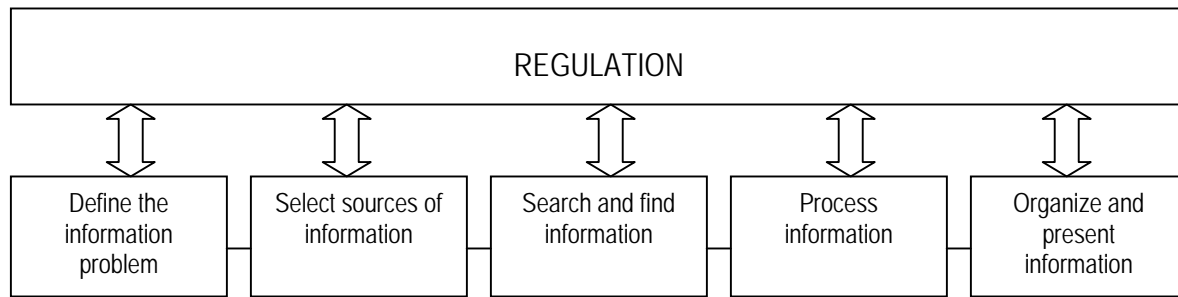 REGULATION
Define the
information
problem
Select sources of
information
Search and find
information
Process
information
Organize and
present
information